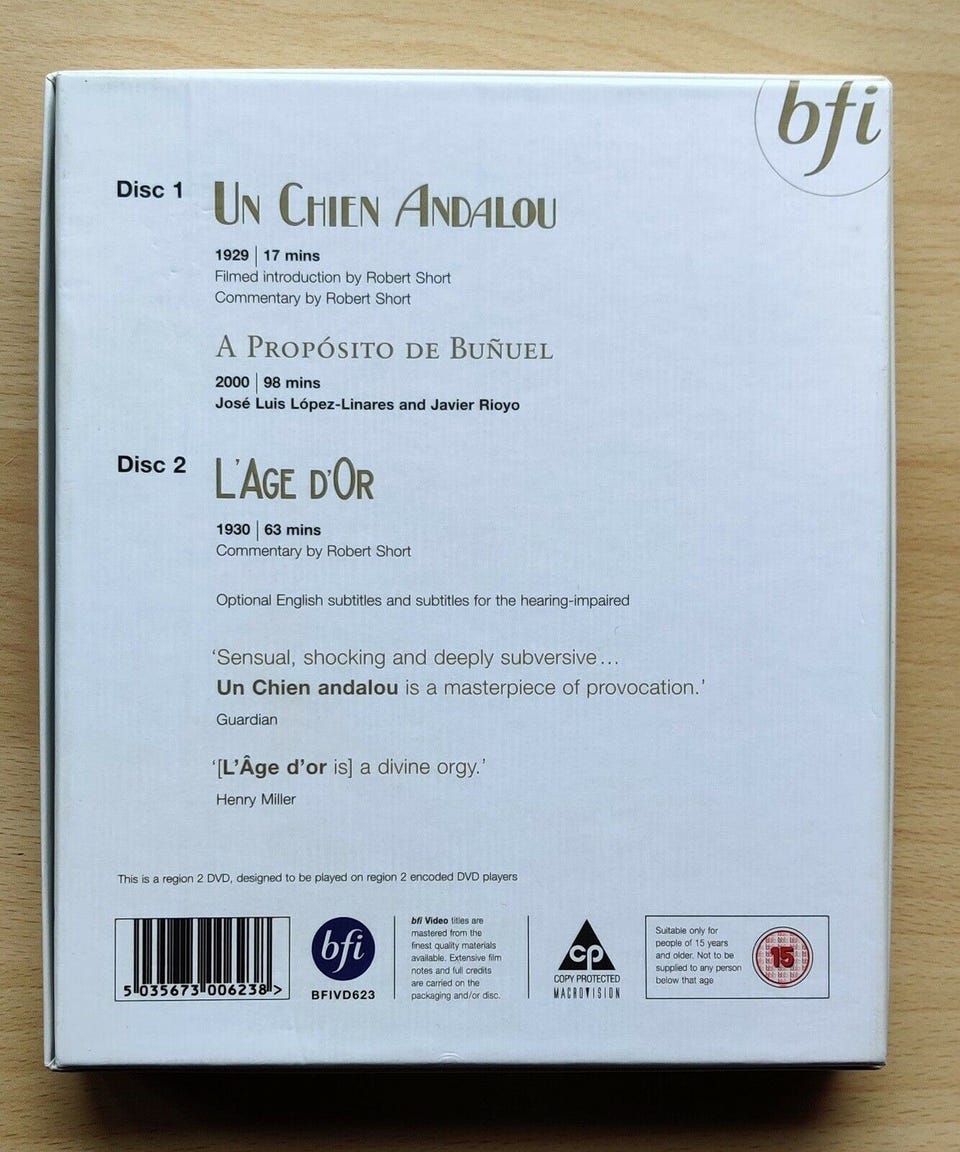 bfi
Disc 1
UN CHIEN ANDALOU
1929 | 17 mins
Filmed introduction by Robert Short
Commentary by Robert Short
A PROPÓSITO DE BUÑUEL
2000 | 98 mins
José Luis López-Linares and Javier Rioyo
Disc 2
L'AGE D'OR
1930 | 63 mins
Commentary by Robert Short
Optional English subtitles and subtitles for the hearing-impaired
‘Sensual, shocking and deeply subversive…
Un Chien andalou is a masterpiece of provocation.’
Guardian
‘[L’Âge d’or is] a divine orgy.’
Henry Miller
This is a region 2 DVD, designed to be played on region 2 encoded DVD players
5 035673 006238 >
bfi
BFIVD623
bfi Video titles are
mastered from the
finest quality materials
available. Extensive film
notes and full credits
are carried on the
packaging and/or disc.
cp
COPY PROTECTED
MACROVISION
Suitable only for
people of 15 years
and older. Not to be
supplied to any person
below that age
15